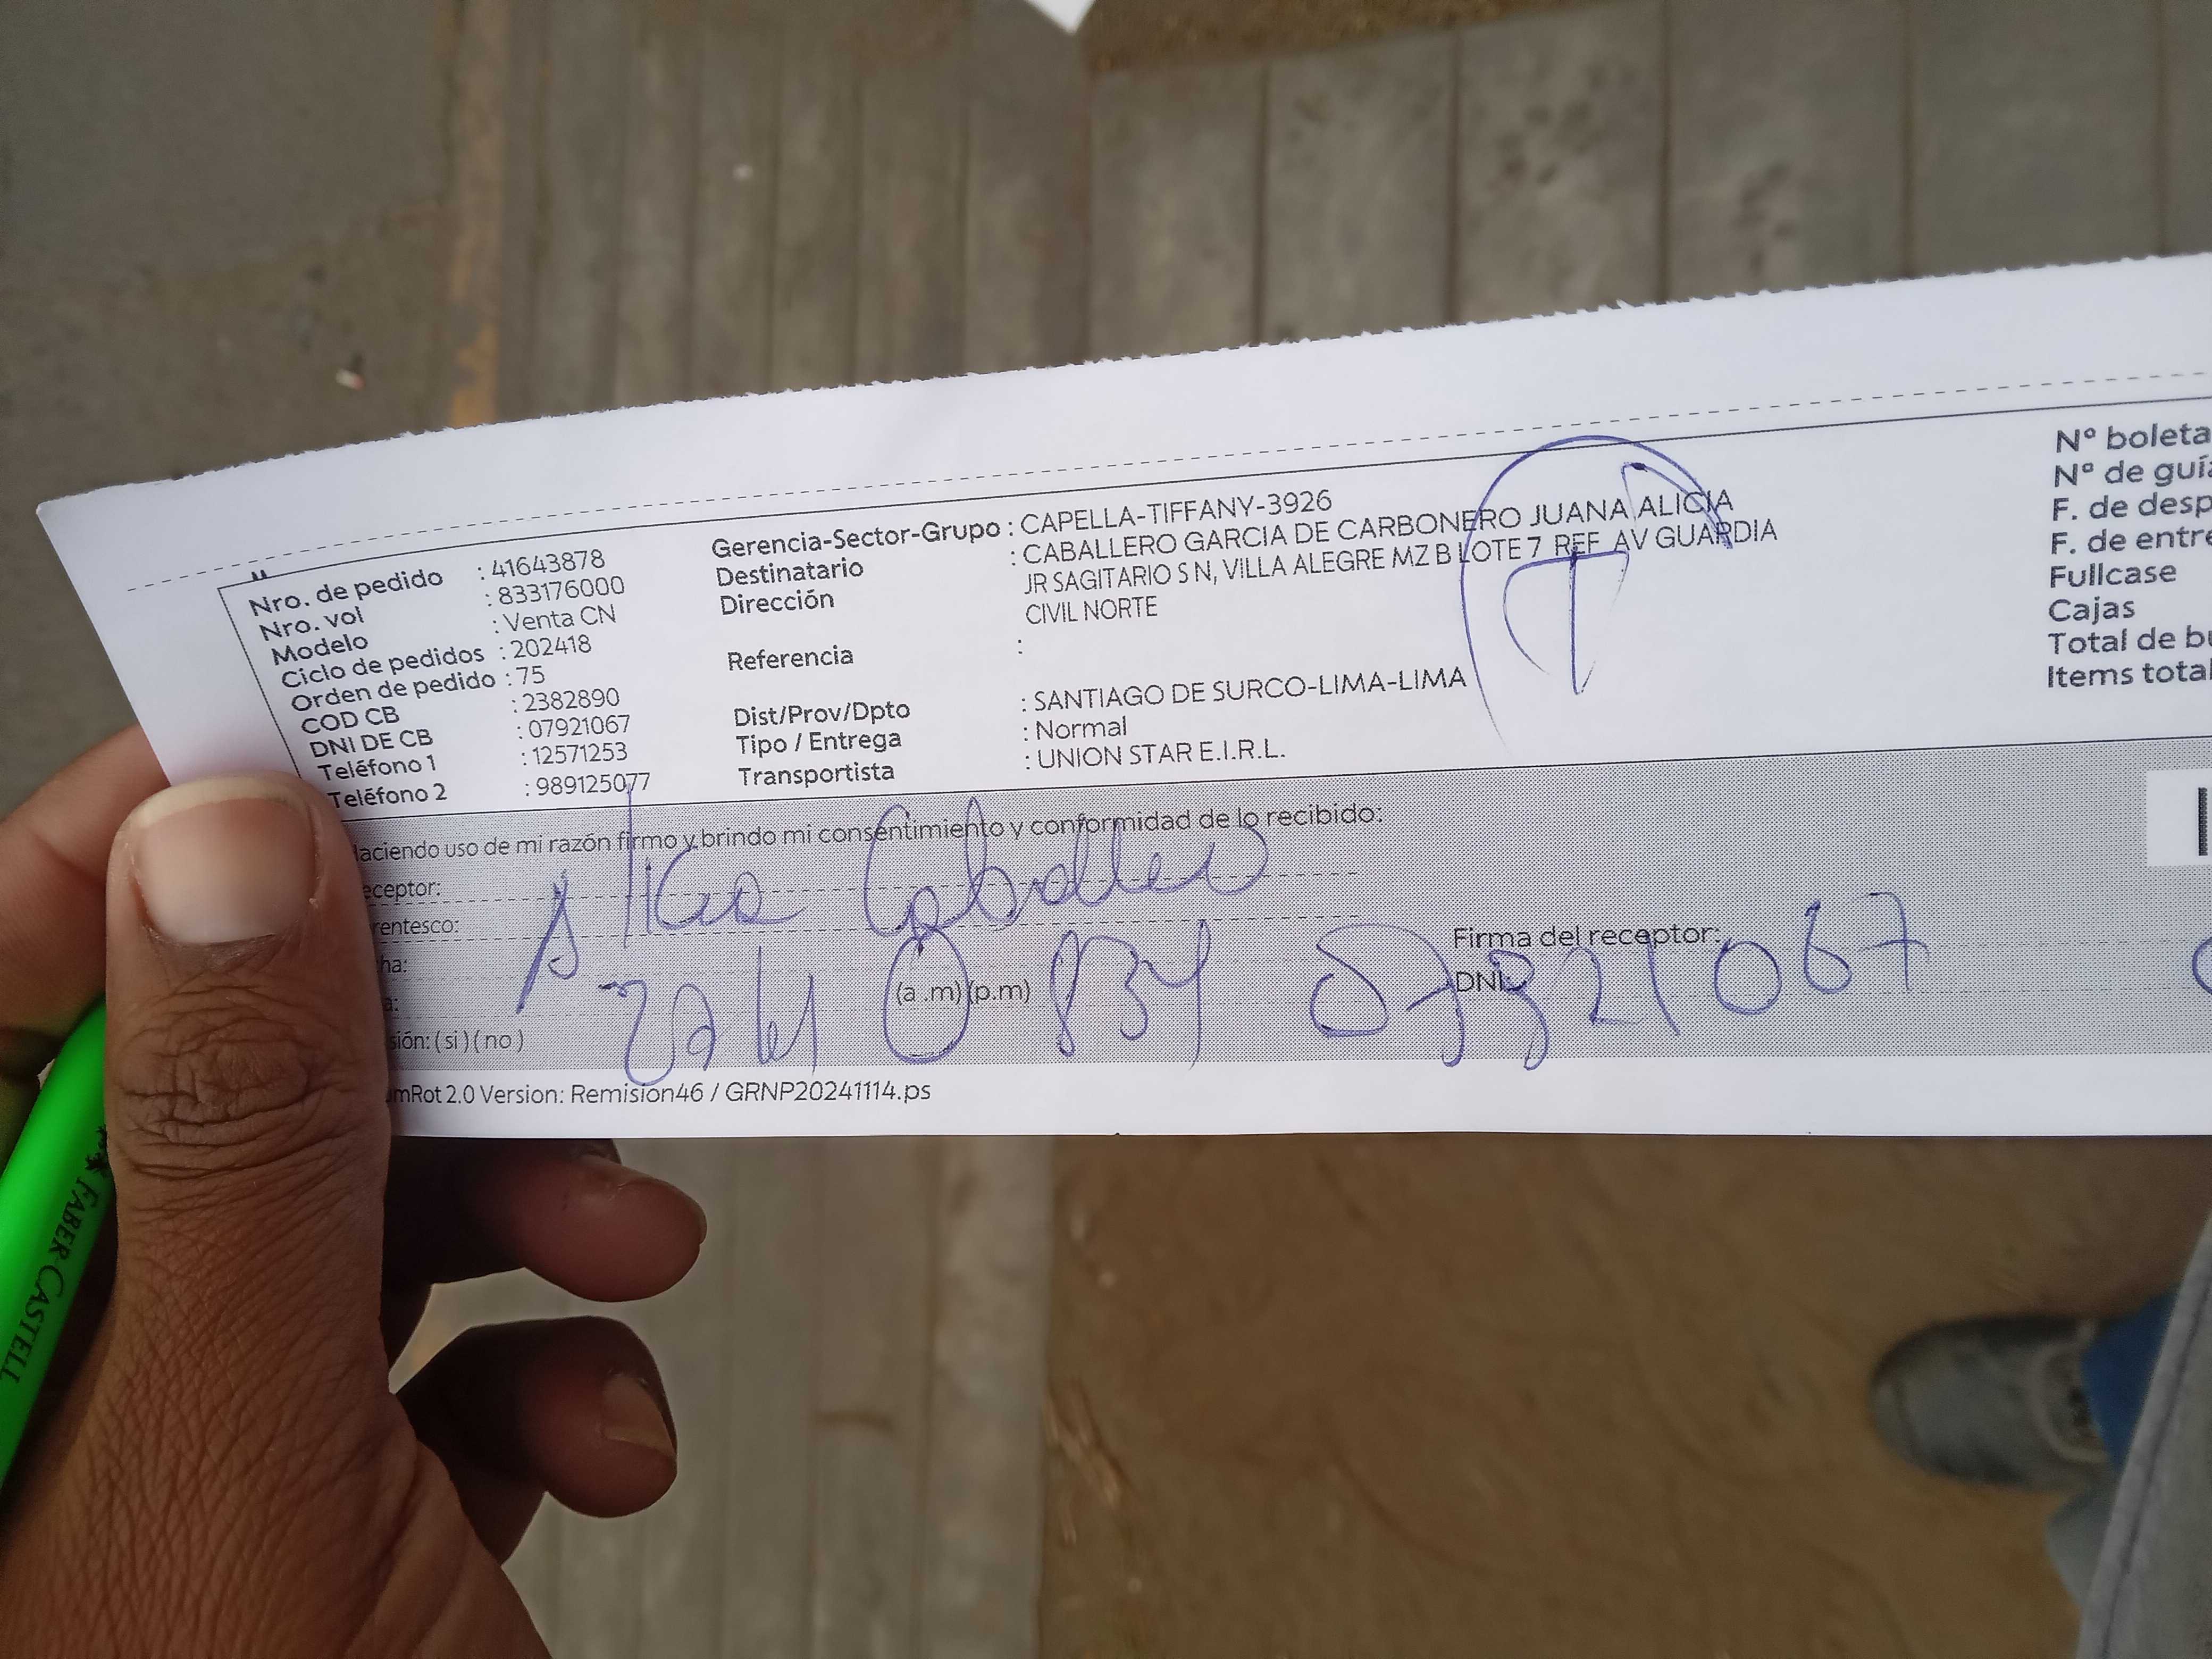 Nro. de pedido : 41643878
Nro. vol : 833176000
Modelo : Venta CN
Ciclo de pedidos : 202418
Orden de pedido : 75
COD CB : 2382890
DNI DE CB : 07921067
Teléfono 1 : 12571253
Teléfono 2 : 989125077
Gerencia-Sector-Grupo : CAPELLA-TIFFANY-3926
Destinatario : CABALLERO GARCIA DE CARBONERO JUANA ALICIA
Dirección JR SAGITARIO S N, VILLA ALEGRE MZ B LOTE 7 REF AV GUARDIA
CIVIL NORTE
Referencia :
Dist/Prov/Dpto : SANTIAGO DE SURCO-LIMA-LIMA
Tipo / Entrega : Normal
Transportista : UNION STAR E.I.R.L.
Nº boleta
Nº de guía
F. de desp
F. de entre
Fullcase
Cajas
Total de bu
Items total
aciendo uso de mi razón firmo y brindo mi consentimiento y conformidad de lo recibido:
eceptor:
rentesco:
ha:
a: (a .m) (p.m)
sión: ( si ) ( no )
Alicia Caballero
Firma del receptor:
DNI:
07921067
mRot 2.0 Version: Remision46 / GRNP20241114.ps
FABER-CASTELL